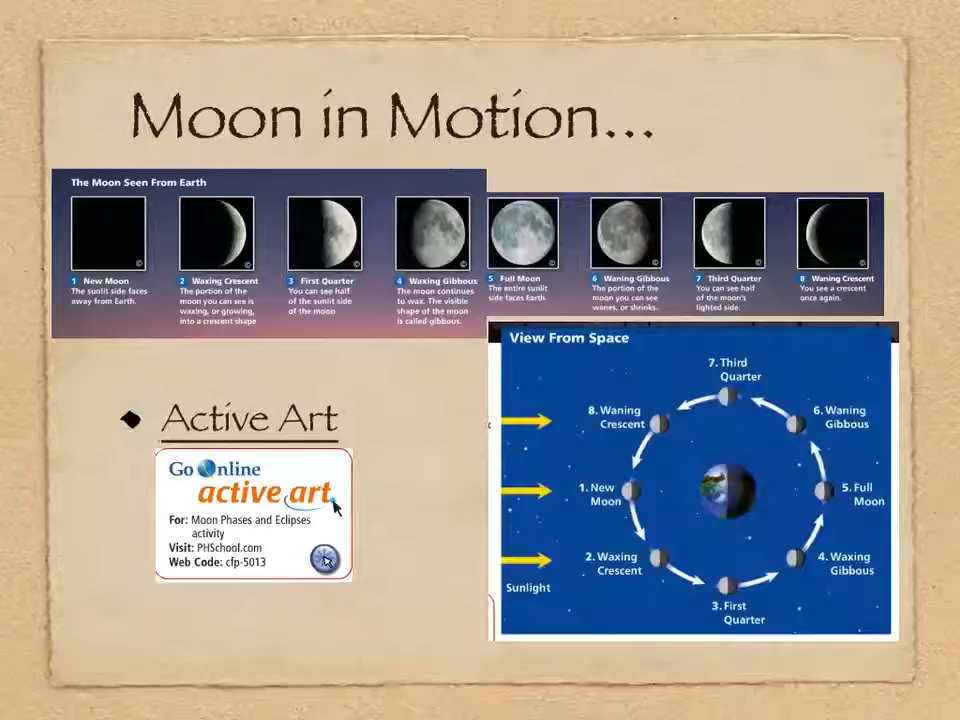 Moon in Motion...
The Moon Seen From Earth
1 New Moon
The sunlit side faces
away from Earth.
2 Waxing Crescent
The portion of the
moon you can see is
waxing, or growing,
into a crescent shape
3 First Quarter
You can see half
of the sunlit side
of the moon
4 Waxing Gibbous
The moon continues
to wax. The visible
shape of the moon
is called gibbous.
5 Full Moon
The entire sunlit
side faces Earth.
6 Waning Gibbous
The portion of the
moon you can see
wanes, or shrinks.
7 Third Quarter
You can see half
of the moon's
lighted side.
8 Waning Crescent
You see a crescent
once again.
© © © © © © © ©
Active Art
Go Online
active art
For: Moon Phases and Eclipses
activity
Visit: PHSchool.com
Web Code: cfp-5013
View From Space
7. Third
Quarter
8. Waning
Crescent
6. Waning
Gibbous
1. New
Moon
5. Full
Moon
2. Waxing
Crescent
4. Waxing
Gibbous
Sunlight
3. First
Quarter